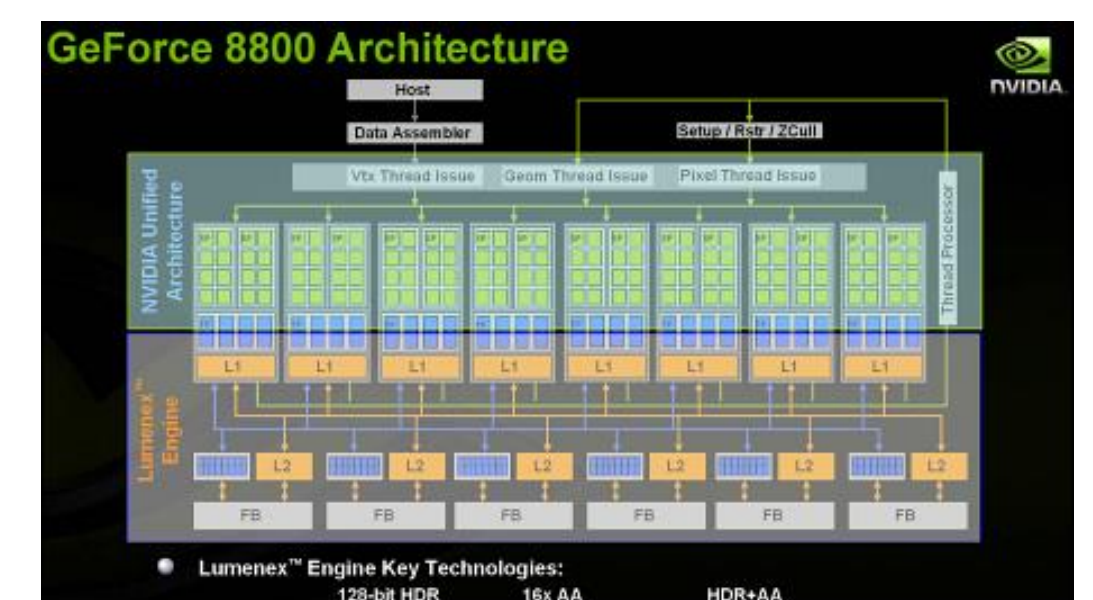 GeForce 8800 Architecture
NVIDIA
Host
Data Assembler
Setup / Rstr / ZCull
Vtx Thread Issue
Geom Thread Issue
Pixel Thread Issue
NVIDIA Unified
Architecture
Thread Processor
L1 L1 L1 L1 L1 L1 L1 L1
Lumenex™
Engine
L2 L2 L2 L2 L2 L2
FB FB FB FB FB FB
Lumenex™ Engine Key Technologies:
128-bit HDR 16x AA HDR+AA